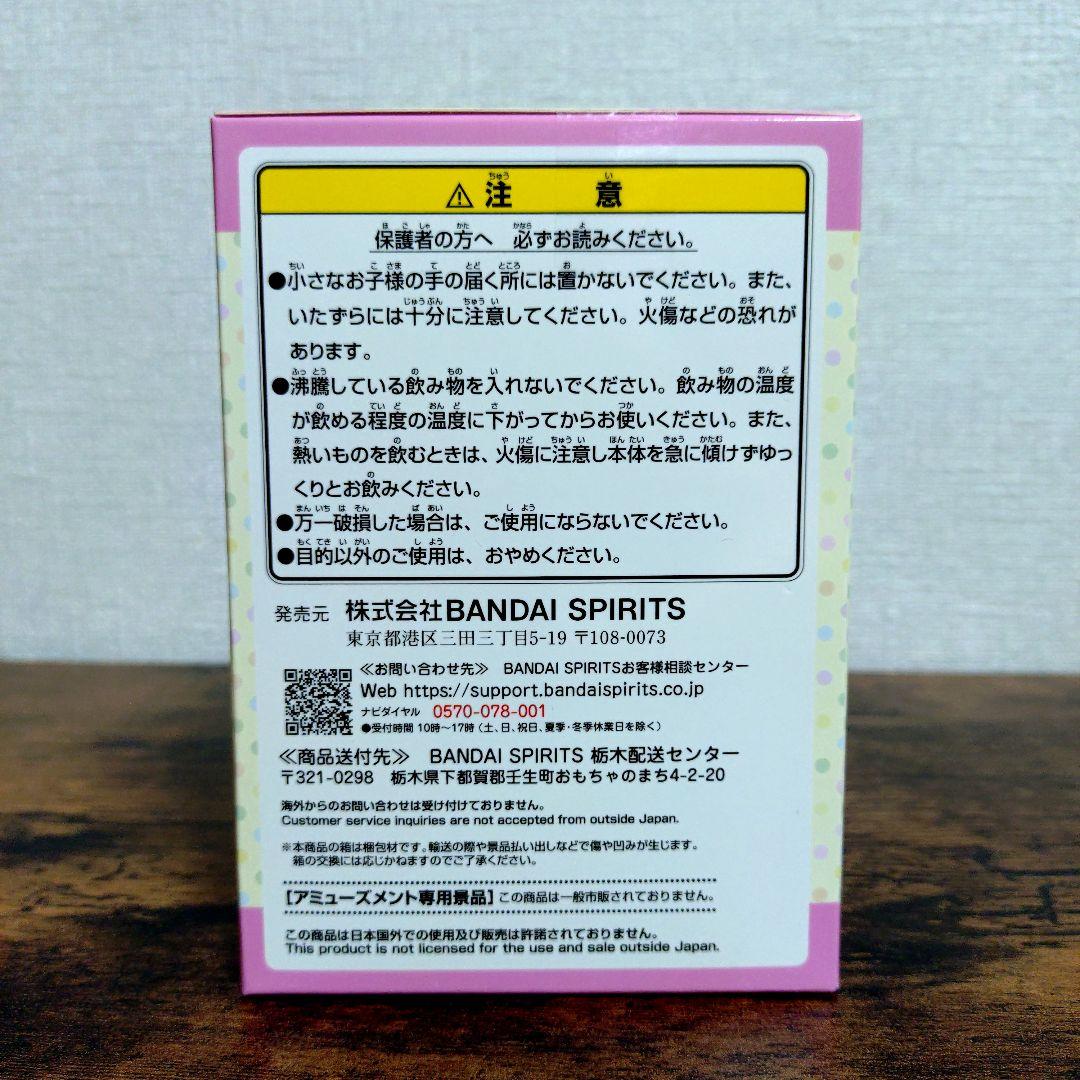 ⚠注意
保護者の方へ 必ずお読みください。
●小さなお子様の手の届く所には置かないでください。また、
いたずらには十分に注意してください。火傷などの恐れが
あります。
●沸騰している飲み物を入れないでください。飲み物の温度
が飲める程度の温度に下がってからお使いください。また、
熱いものを飲むときは、火傷に注意し本体を急に傾けずゆっ
くりとお飲みください。
●万一破損した場合は、ご使用にならないでください。
●目的以外のご使用は、おやめください。
発売元 株式会社BANDAI SPIRITS
東京都港区三田三丁目5-19 〒108-0073
≪お問い合わせ先≫ BANDAI SPIRITSお客様相談センター
Web https://support.bandaispirits.co.jp
ナビダイヤル 0570-078-001
●受付時間 10時〜17時（土、日、祝日、夏季・冬季休業日を除く）
≪商品送付先≫ BANDAI SPIRITS 栃木配送センター
〒321-0298 栃木県下都賀郡壬生町おもちゃのまち4-2-20
海外からのお問い合わせは受け付けておりません。
Customer service inquiries are not accepted from outside Japan.
※本商品の箱は梱包材です。輸送の際や景品払い出しなどで傷や凹みが生じます。
箱の交換には応じかねますのでご了承ください。
［アミューズメント専用景品］この商品は一般市販されておりません。
この商品は日本国外での使用及び販売は許諾されておりません。
This product is not licensed for the use and sale outside Japan.